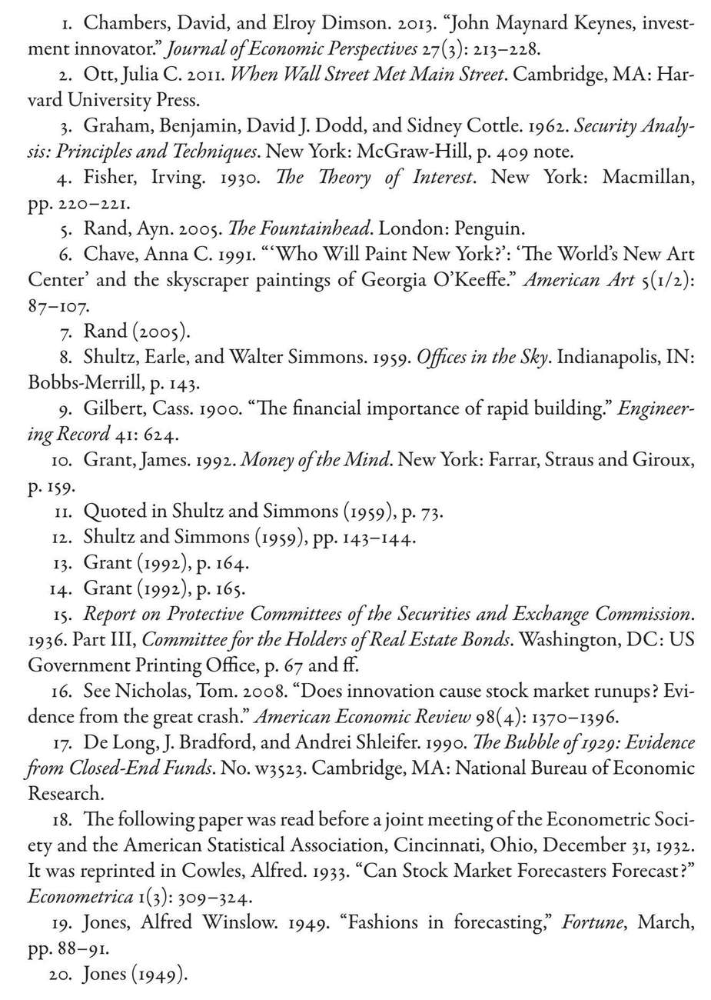 1. Chambers, David, and Elroy Dimson. 2013. “John Maynard Keynes, invest-
ment innovator.” Journal of Economic Perspectives 27(3): 213–228.
2. Ott, Julia C. 2011. When Wall Street Met Main Street. Cambridge, MA: Har-
vard University Press.
3. Graham, Benjamin, David J. Dodd, and Sidney Cottle. 1962. Security Analy-
sis: Principles and Techniques. New York: McGraw-Hill, p. 409 note.
4. Fisher, Irving. 1930. The Theory of Interest. New York: Macmillan,
pp. 220–221.
5. Rand, Ayn. 2005. The Fountainhead. London: Penguin.
6. Chave, Anna C. 1991. “‘Who Will Paint New York?’: ‘The World’s New Art
Center’ and the skyscraper paintings of Georgia O’Keeffe.” American Art 5(1/2):
87–107.
7. Rand (2005).
8. Shultz, Earle, and Walter Simmons. 1959. Offices in the Sky. Indianapolis, IN:
Bobbs-Merrill, p. 143.
9. Gilbert, Cass. 1900. “The financial importance of rapid building.” Engineer-
ing Record 41: 624.
10. Grant, James. 1992. Money of the Mind. New York: Farrar, Straus and Giroux,
p. 159.
11. Quoted in Shultz and Simmons (1959), p. 73.
12. Shultz and Simmons (1959), pp. 143–144.
13. Grant (1992), p. 164.
14. Grant (1992), p. 165.
15. Report on Protective Committees of the Securities and Exchange Commission.
1936. Part III, Committee for the Holders of Real Estate Bonds. Washington, DC: US
Government Printing Office, p. 67 and ff.
16. See Nicholas, Tom. 2008. “Does innovation cause stock market runups? Evi-
dence from the great crash.” American Economic Review 98(4): 1370–1396.
17. De Long, J. Bradford, and Andrei Shleifer. 1990. The Bubble of 1929: Evidence
from Closed-End Funds. No. w3523. Cambridge, MA: National Bureau of Economic
Research.
18. The following paper was read before a joint meeting of the Econometric Soci-
ety and the American Statistical Association, Cincinnati, Ohio, December 31, 1932.
It was reprinted in Cowles, Alfred. 1933. “Can Stock Market Forecasters Forecast?”
Econometrica 1(3): 309–324.
19. Jones, Alfred Winslow. 1949. “Fashions in forecasting,” Fortune, March,
pp. 88–91.
20. Jones (1949).